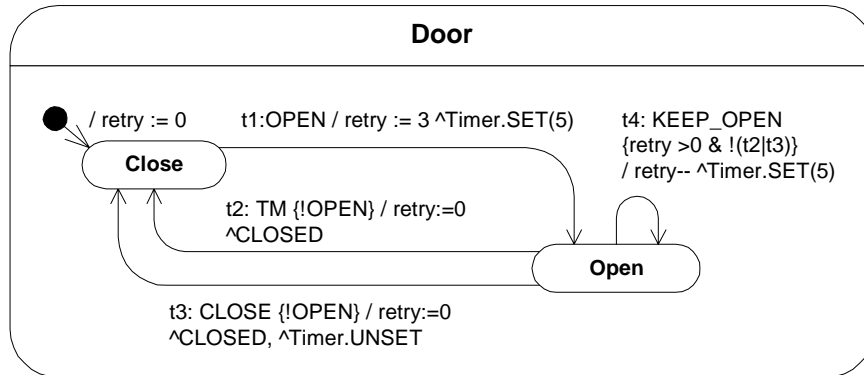 Door
/ retry := 0
t1:OPEN / retry := 3 ^Timer.SET(5)
t4: KEEP_OPEN
{retry >0 & !(t2|t3)}
/ retry-- ^Timer.SET(5)
Close
t2: TM {!OPEN} / retry:=0
^CLOSED
Open
t3: CLOSE {!OPEN} / retry:=0
^CLOSED, ^Timer.UNSET